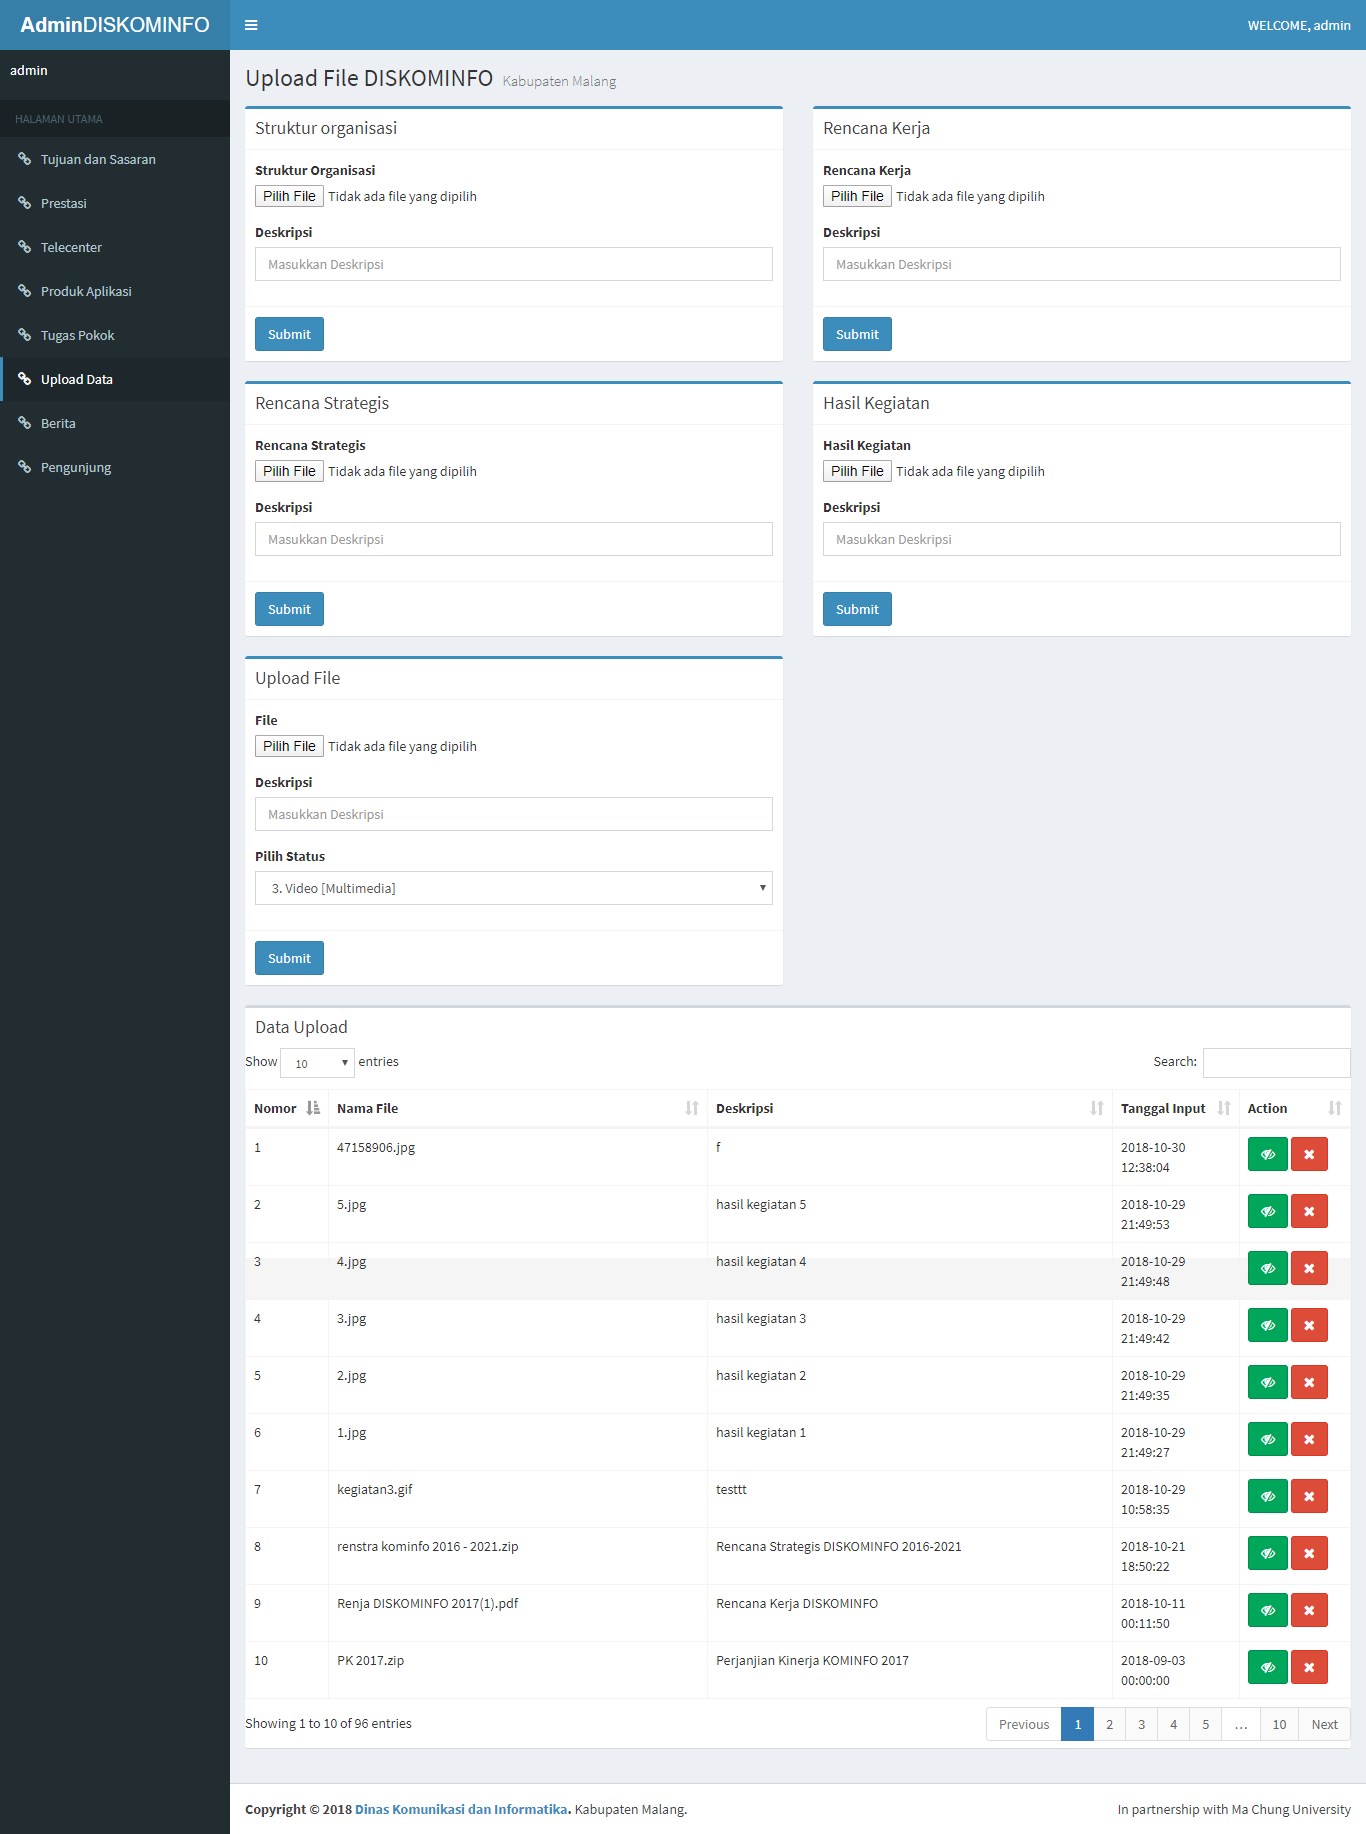 AdminDISKOMINFO
WELCOME, admin
admin
HALAMAN UTAMA
Tujuan dan Sasaran
Prestasi
Telecenter
Produk Aplikasi
Tugas Pokok
Upload Data
Berita
Pengunjung
Upload File DISKOMINFO Kabupaten Malang
Struktur organisasi
Struktur Organisasi
Pilih File Tidak ada file yang dipilih
Deskripsi
Masukkan Deskripsi
Submit
Rencana Kerja
Rencana Kerja
Pilih File Tidak ada file yang dipilih
Deskripsi
Masukkan Deskripsi
Submit
Rencana Strategis
Rencana Strategis
Pilih File Tidak ada file yang dipilih
Deskripsi
Masukkan Deskripsi
Submit
Hasil Kegiatan
Hasil Kegiatan
Pilih File Tidak ada file yang dipilih
Deskripsi
Masukkan Deskripsi
Submit
Upload File
File
Pilih File Tidak ada file yang dipilih
Deskripsi
Masukkan Deskripsi
Pilih Status
3. Video [Multimedia]
Submit
Data Upload
Show 10 entries Search:
Nomor Nama File Deskripsi Tanggal Input Action
1 47158906.jpg f 2018-10-30
12:38:04
2 5.jpg hasil kegiatan 5 2018-10-29
21:49:53
3 4.jpg hasil kegiatan 4 2018-10-29
21:49:48
4 3.jpg hasil kegiatan 3 2018-10-29
21:49:42
5 2.jpg hasil kegiatan 2 2018-10-29
21:49:35
6 1.jpg hasil kegiatan 1 2018-10-29
21:49:27
7 kegiatan3.gif testtt 2018-10-29
10:58:35
8 renstra kominfo 2016 - 2021.zip Rencana Strategis DISKOMINFO 2016-2021 2018-10-21
18:50:22
9 Renja DISKOMINFO 2017(1).pdf Rencana Kerja DISKOMINFO 2018-10-11
00:11:50
10 PK 2017.zip Perjanjian Kinerja KOMINFO 2017 2018-09-03
00:00:00
Showing 1 to 10 of 96 entries Previous 1 2 3 4 5 … 10 Next
Copyright © 2018 Dinas Komunikasi dan Informatika. Kabupaten Malang. In partnership with Ma Chung University